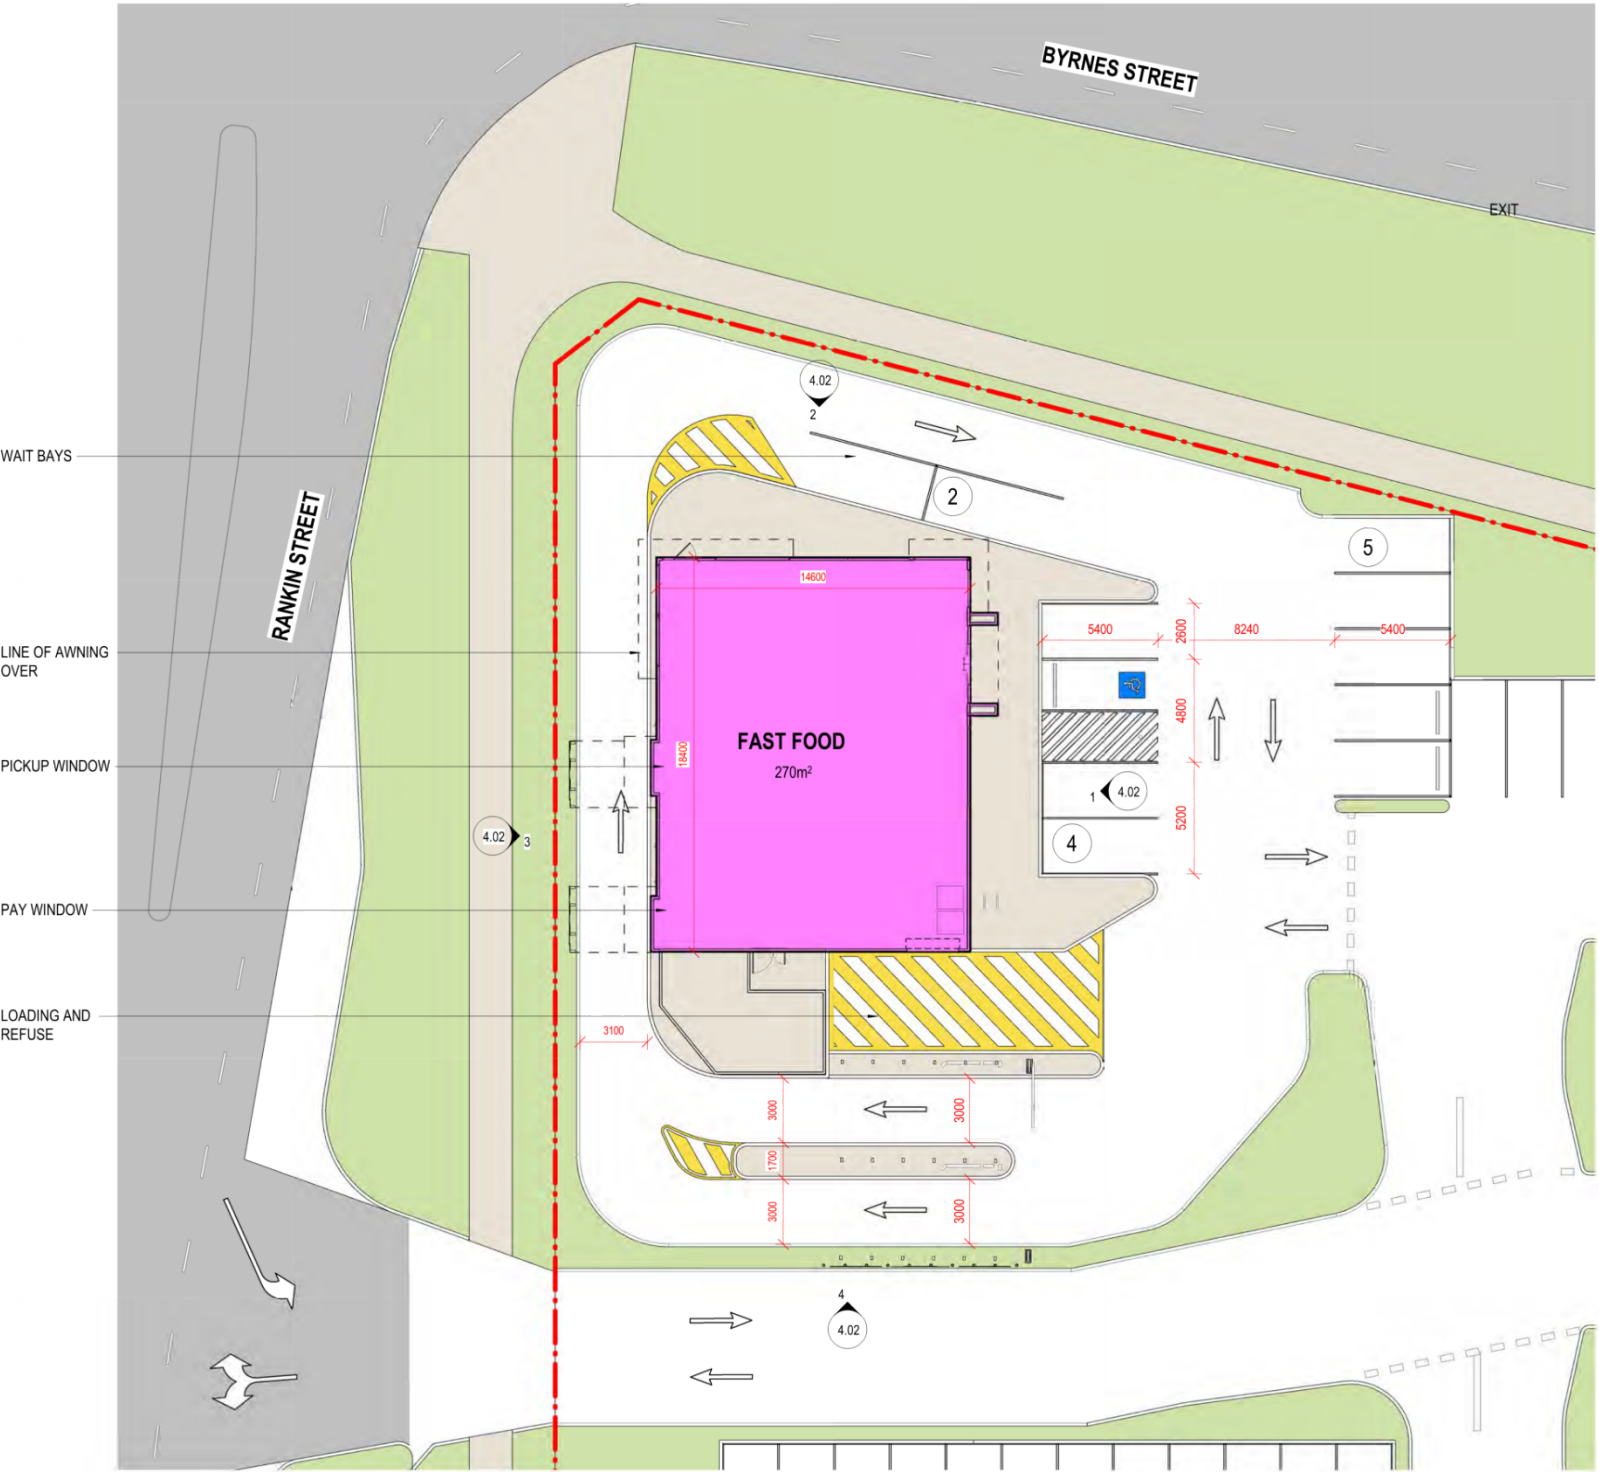 BYRNES STREET
EXIT
4.02
2
WAIT BAYS
2
RANKIN STREET
5
14600
5400
2600
8240
5400
LINE OF AWNING
OVER
4800
FAST FOOD
270m²
18400
PICKUP WINDOW
1
4.02
5200
4.02
3
4
PAY WINDOW
LOADING AND
REFUSE
3100
3000
3000
1700
3000
3000
4
4.02